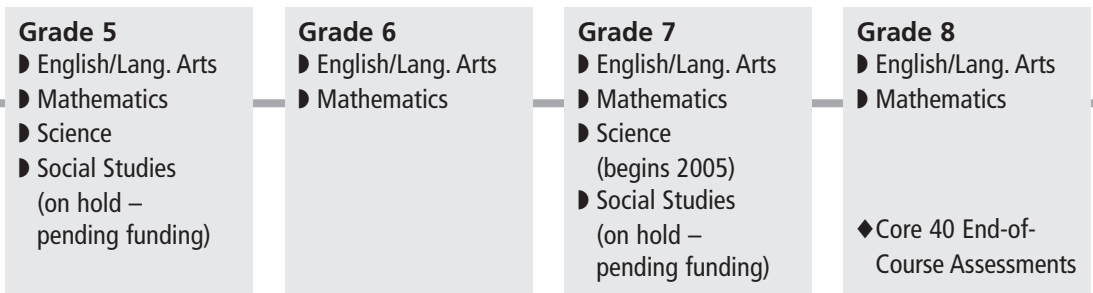 Grade 5
◗ English/Lang. Arts
◗ Mathematics
◗ Science
◗ Social Studies
(on hold –
pending funding)
Grade 6
◗ English/Lang. Arts
◗ Mathematics
Grade 7
◗ English/Lang. Arts
◗ Mathematics
◗ Science
(begins 2005)
◗ Social Studies
(on hold –
pending funding)
Grade 8
◗ English/Lang. Arts
◗ Mathematics
◆Core 40 End-of-
Course Assessments